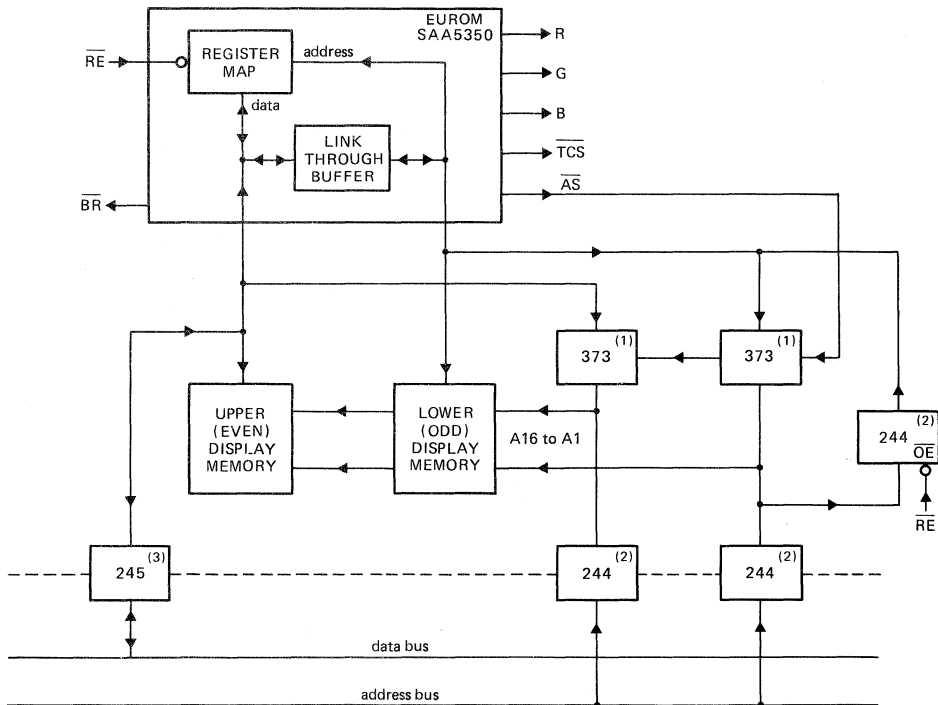 EUROM
SAA5350
R
RE
REGISTER
MAP
address
G
data
B
LINK
THROUGH
BUFFER
TCS
AS
BR
373 (1)
373 (1)
UPPER
(EVEN)
DISPLAY
MEMORY
LOWER
(ODD)
DISPLAY
MEMORY
A16 to A1
244 (2)
OE
RE
245 (3)
244 (2)
244 (2)
data bus
address bus